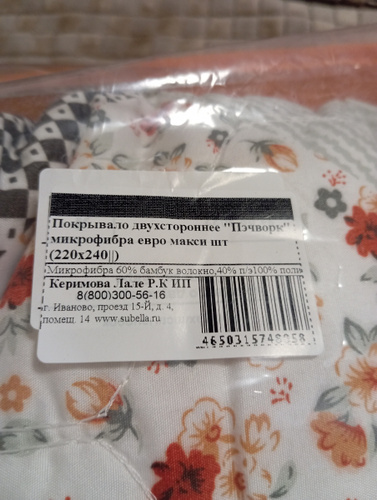 Покрывало двухстороннее "Пэчворк"
микрофибра евро макси шт
(220х240||)
Микрофибра 60% бамбук волокно,40% п/э100% поли
Керимова Лале Р.К ИП
8(800)300-56-16
г. Иваново, проезд 15-Й, д. 4,
помещ. 14 www.subella.ru
4650315748958